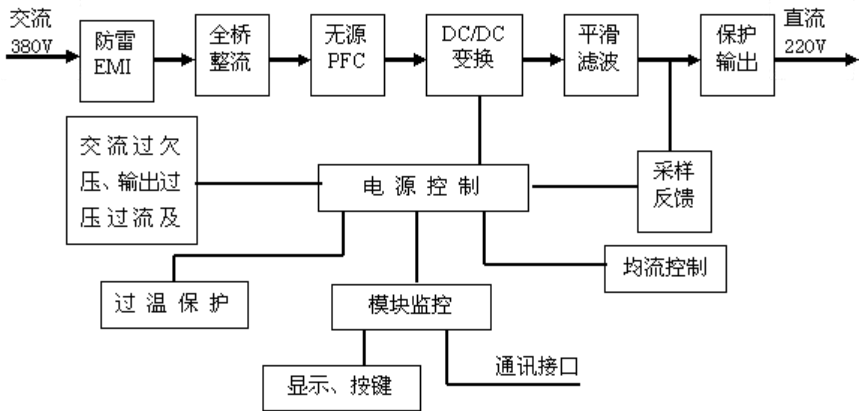 交流
380V
防雷
EMI
全桥
整流
无源
PFC
DC/DC
变换
平滑
滤波
保护
输出
直流
220V
交流过欠
压、输出过
压过流及
电源控制
采样
反馈
过温保护
模块监控
均流控制
显示、按键
通讯接口